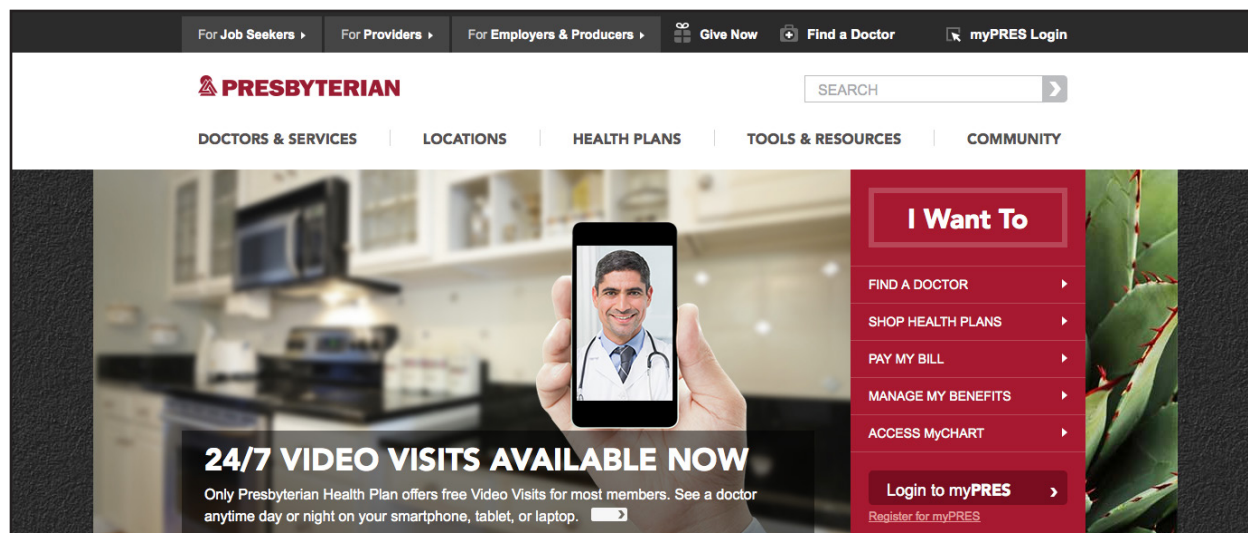 For Job Seekers
For Providers
For Employers & Producers
Give Now
Find a Doctor
myPRES Login
PRESBYTERIAN
SEARCH
DOCTORS & SERVICES
LOCATIONS
HEALTH PLANS
TOOLS & RESOURCES
COMMUNITY
I Want To
FIND A DOCTOR
SHOP HEALTH PLANS
PAY MY BILL
MANAGE MY BENEFITS
ACCESS MyCHART
Login to myPRES
Register for myPRES
24/7 VIDEO VISITS AVAILABLE NOW
Only Presbyterian Health Plan offers free Video Visits for most members. See a doctor
anytime day or night on your smartphone, tablet, or laptop.